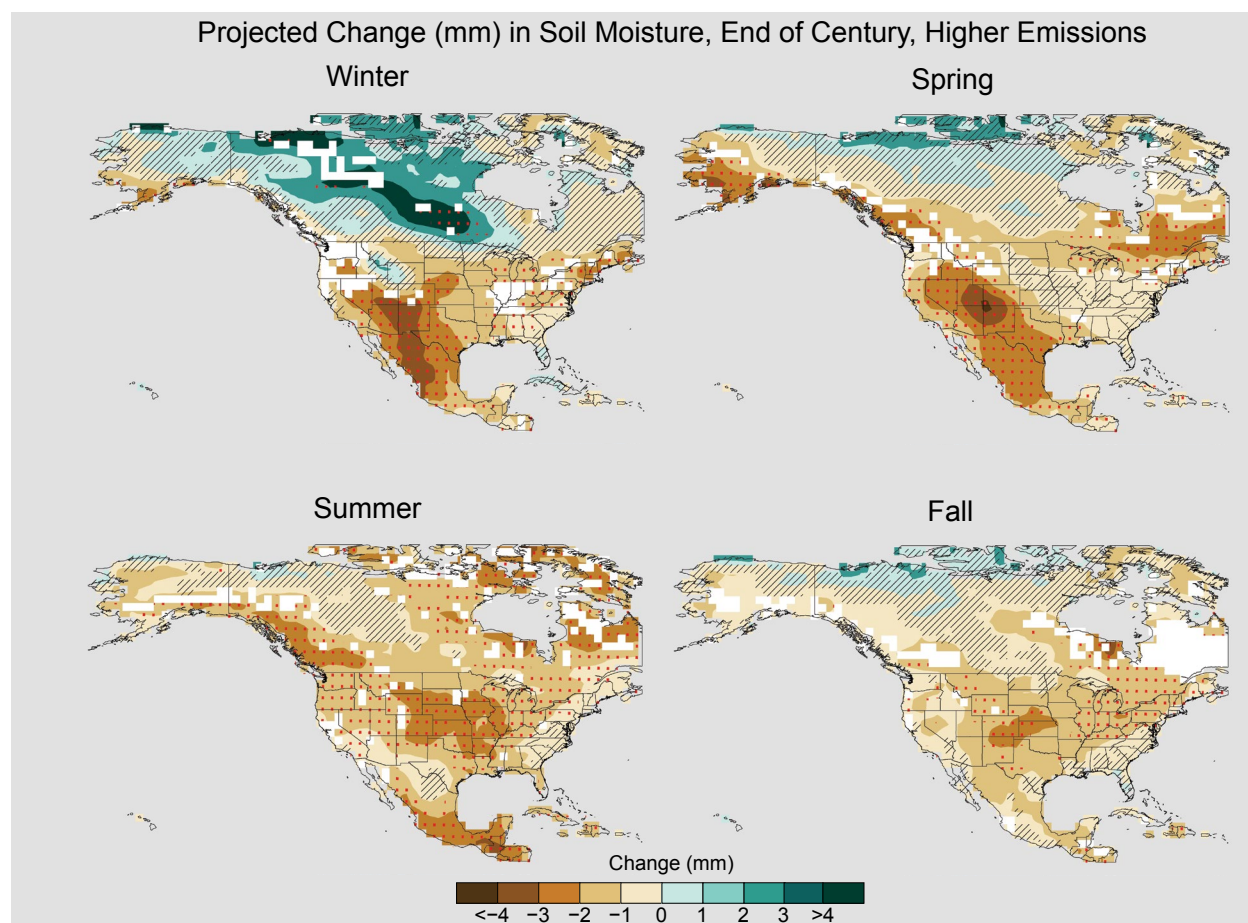 Projected Change (mm) in Soil Moisture, End of Century, Higher Emissions
Winter Spring
Summer Fall
Change (mm)
<−4 −3 −2 −1 0 1 2 3 >4